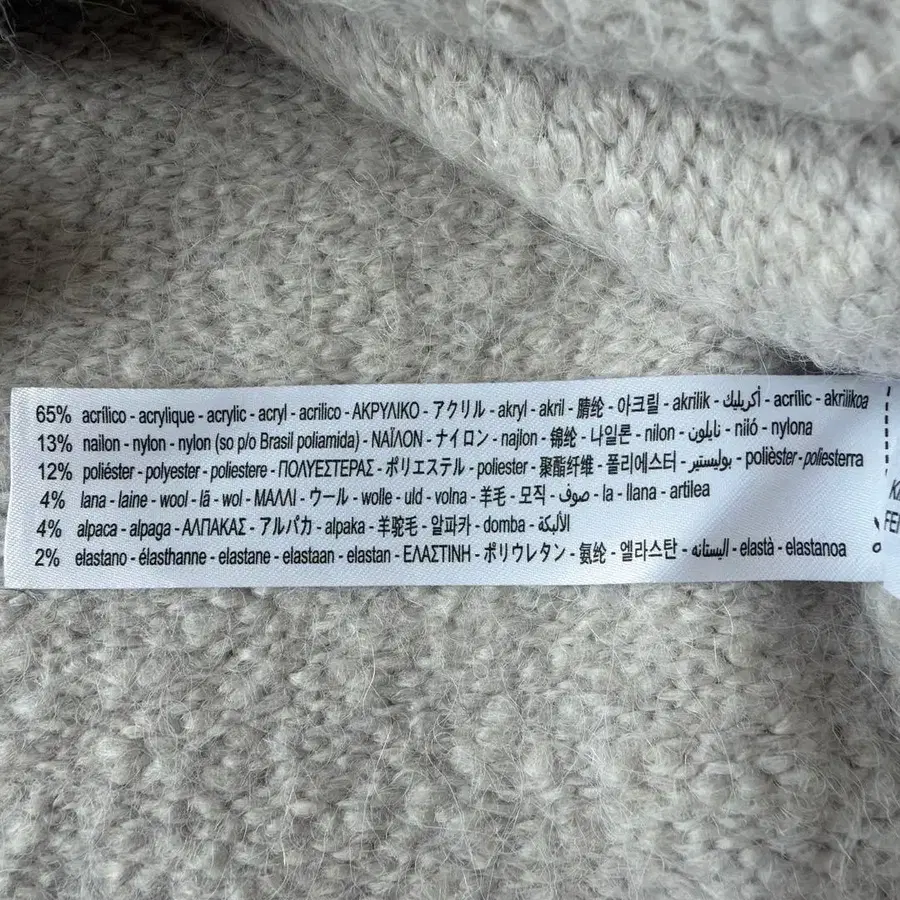 65% acrílico - acrylique - acrylic - acryl - acrilico - ΑΚΡΥΛΙΚΟ - アクリル - akryl - akril - 腈纶 - 아크릴 - akrilik - أكريليك - acrílic - akrilikoa
13% nailon - nylon - nylon (so p/o Brasil poliamida) - ΝΑΪΛΟΝ - ナイロン - najlon - 锦纶 - 나일론 - nilon - نايلون - niló - nylona
12% poliéster - polyester - poliestere - ΠΟΛΥΕΣΤΕΡΑΣ - ポリエステル - poliester - 聚酯纤维 - 폴리에스터 - بوليستير - polièster - poliesterra
4% lana - laine - wool - lã - wol - ΜΑΛΛΙ - ウール - wolle - uld - volna - 羊毛 - 모직 - صوف - la - llana - artilea
4% alpaca - alpaga - ΑΛΠΑΚΑΣ - アルパカ - alpaka - 羊驼毛 - 알파카 - domba - الألبكة
2% elastano - élasthanne - elastane - elastaan - elastan - ΕΛΑΣΤΙΝΗ - ポリウレタン - 氨纶 - 엘라스탄 - اليستانه - elastà - elastanoa